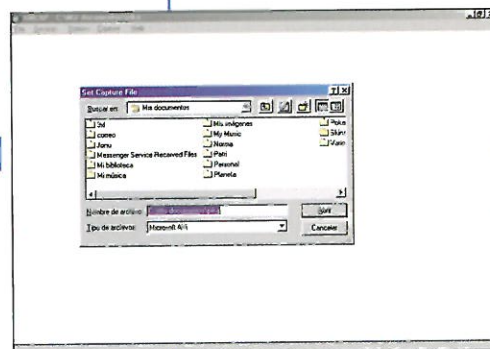 Set Capture File
Buscar en: Mis documentos
3d
correo
Jonu
Messenger Service Received Files
Mi biblioteca
Mi música
Mis imágenes
My Music
Norma
Patri
Personal
Planeta
Nombre de archivo:
Abrir
Tipo de archivos: Microsoft AVI
Cancelar